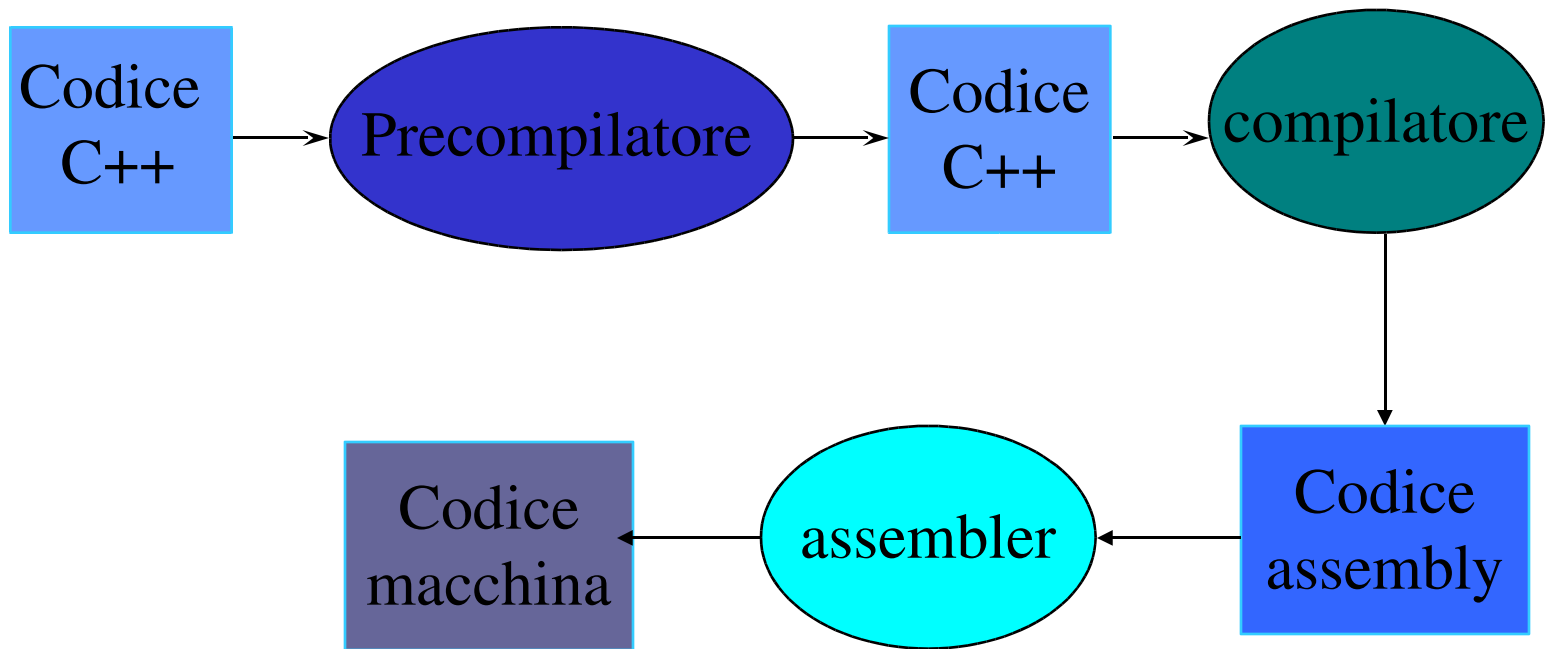 Codice
C++
Precompilatore
Codice
C++
compilatore
Codice
macchina
assembler
Codice
assembly